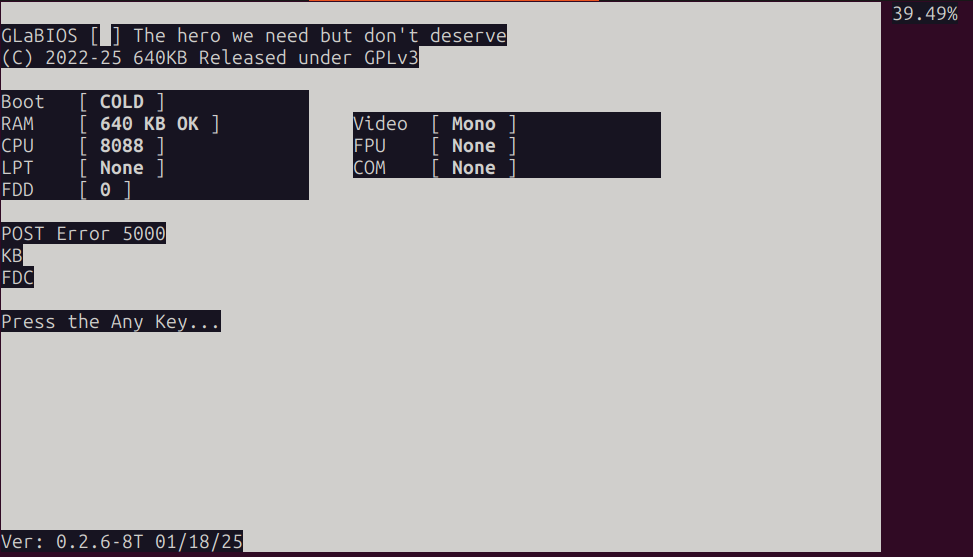 39.49%
GLaBIOS [ ] The hero we need but don't deserve
(C) 2022-25 640KB Released under GPLv3
Boot [ COLD ]
RAM [ 640 KB OK ] Video [ Mono ]
CPU [ 8088 ] FPU [ None ]
LPT [ None ] COM [ None ]
FDD [ 0 ]
POST Error 5000
KB
FDC
Press the Any Key...
Ver: 0.2.6-8T 01/18/25